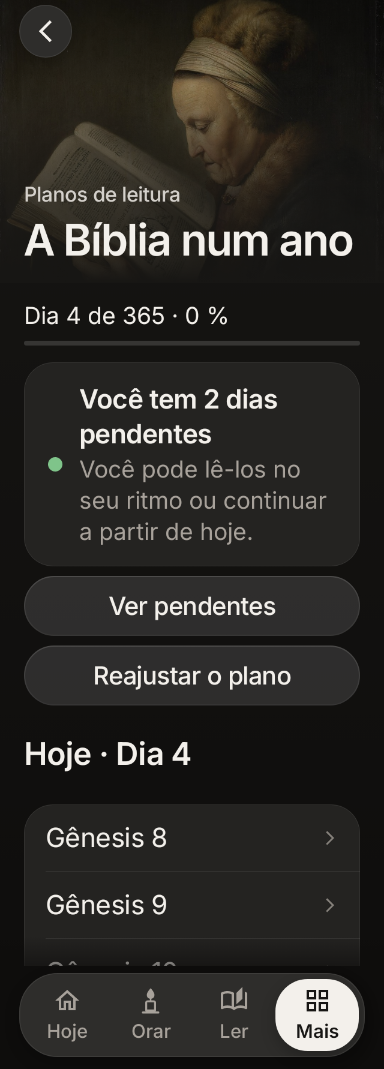 Planos de leitura
A Bíblia num ano
Dia 4 de 365 · 0 %
Você tem 2 dias
pendentes
Você pode lê-los no
seu ritmo ou continuar
a partir de hoje.
Ver pendentes
Reajustar o plano
Hoje · Dia 4
Gênesis 8
Gênesis 9
Hoje
Orar
Ler
Mais